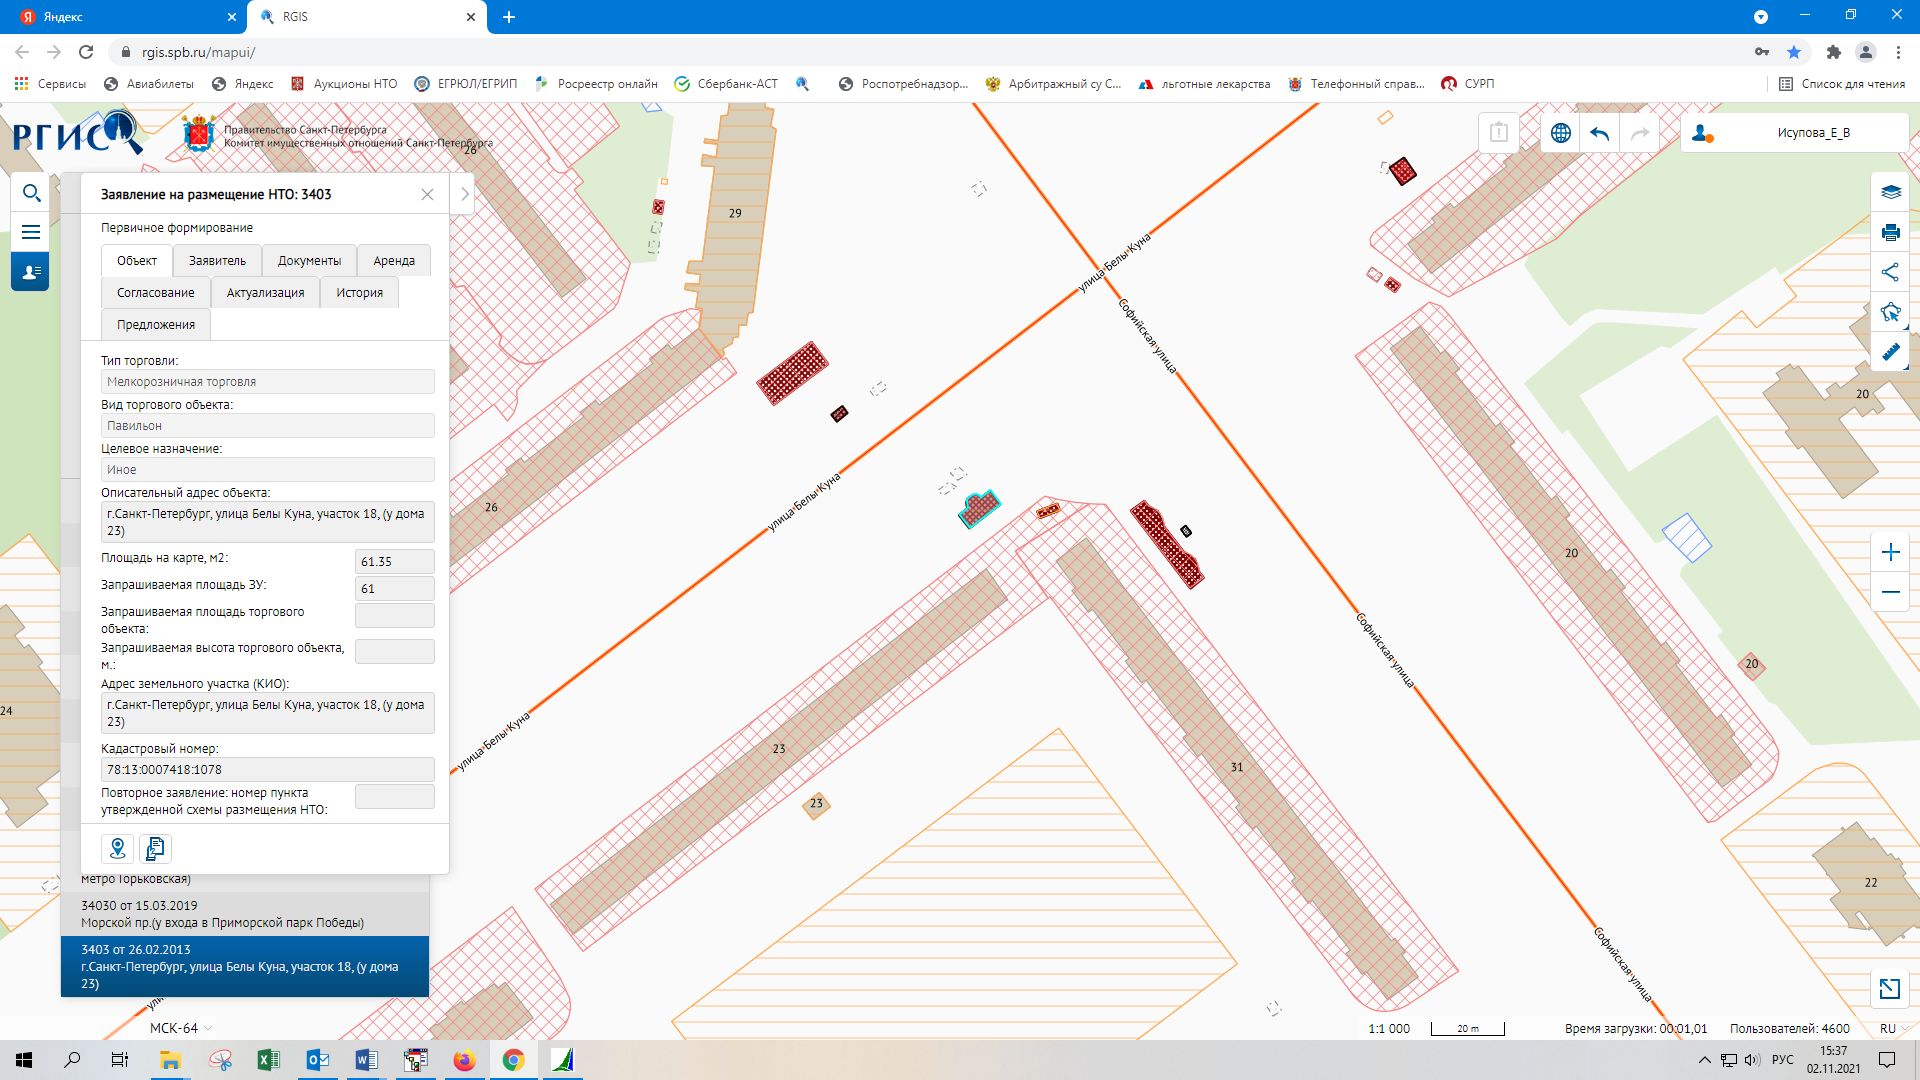 Яндекс
RGIS
rgis.spb.ru/mapui/
Сервисы
Авиабилеты
Яндекс
Аукционы НТО
ЕГРЮЛ/ЕГРИП
Росреестр онлайн
Сбербанк-АСТ
Роспотребнадзор...
Арбитражный су С...
льготные лекарства
Телефонный справ...
СУРП
Список для чтения
РГИС
Правительство Санкт-Петербурга
Комитет имущественных отношений Санкт-Петербурга
Исупова_Е_В
Заявление на размещение НТО: 3403
Первичное формирование
Объект
Заявитель
Документы
Аренда
Согласование
Актуализация
История
Предложения
Тип торговли:
Мелкорозничная торговля
Вид торгового объекта:
Павильон
Целевое назначение:
Иное
Описательный адрес объекта:
г.Санкт-Петербург, улица Белы Куна, участок 18, (у дома
23)
Площадь на карте, м2:
61.35
Запрашиваемая площадь ЗУ:
61
Запрашиваемая площадь торгового
объекта:
Запрашиваемая высота торгового объекта,
м.:
Адрес земельного участка (КИО):
г.Санкт-Петербург, улица Белы Куна, участок 18, (у дома
23)
Кадастровый номер:
78:13:0007418:1078
Повторное заявление: номер пункта
утвержденной схемы размещения НТО:
метро Горьковская)
34030 от 15.03.2019
Морской пр.(у входа в Приморской парк Победы)
3403 от 26.02.2013
г.Санкт-Петербург, улица Белы Куна, участок 18, (у дома
23)
26
29
улица Белы Куна
Софийская улица
20
26
улица Белы Куна
20
Софийская улица
20
24
улица Белы Куна
23
31
23
22
Софийская улица
МСК-64
1:1 000
20 m
Время загрузки: 00:01,01
Пользователей: 4600
RU
РУС
15:37
02.11.2021